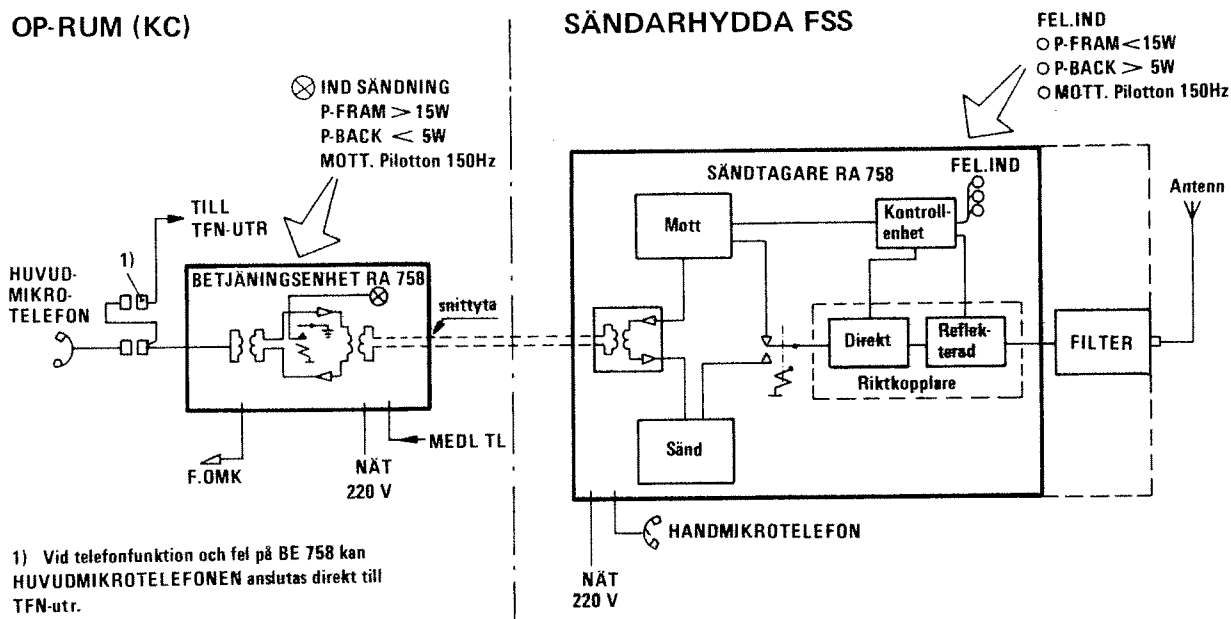 OP-RUM (KC)
SÄNDARHYDDA FSS
FEL.IND
P-FRAM < 15W
P-BACK > 5W
MOTT. Pilotton 150Hz
IND SÄNDNING
P-FRAM > 15W
P-BACK < 5W
MOTT. Pilotton 150Hz
TILL
TFN-UTR
1)
HUVUD-
MIKRO-
TELEFON
BETJÄNINGSENHET RA 758
snittyta
F.OMK
NÄT
220 V
MEDL TL
SÄNDTAGARE RA 758
FEL.IND
Mott
Kontroll-
enhet
Direkt
Reflek-
terad
Riktkopplare
Sänd
FILTER
Antenn
HANDMIKROTELEFON
NÄT
220 V
1) Vid telefonfunktion och fel på BE 758 kan
HUVUDMIKROTELEFONEN anslutas direkt till
TFN-utr.